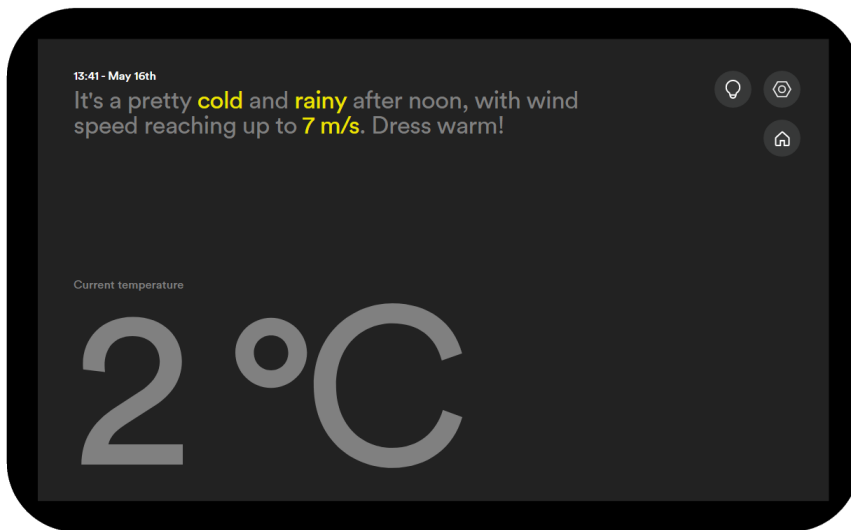 13:41 - May 16th
It's a pretty cold and rainy after noon, with wind
speed reaching up to 7 m/s. Dress warm!
Current temperature
2 °C